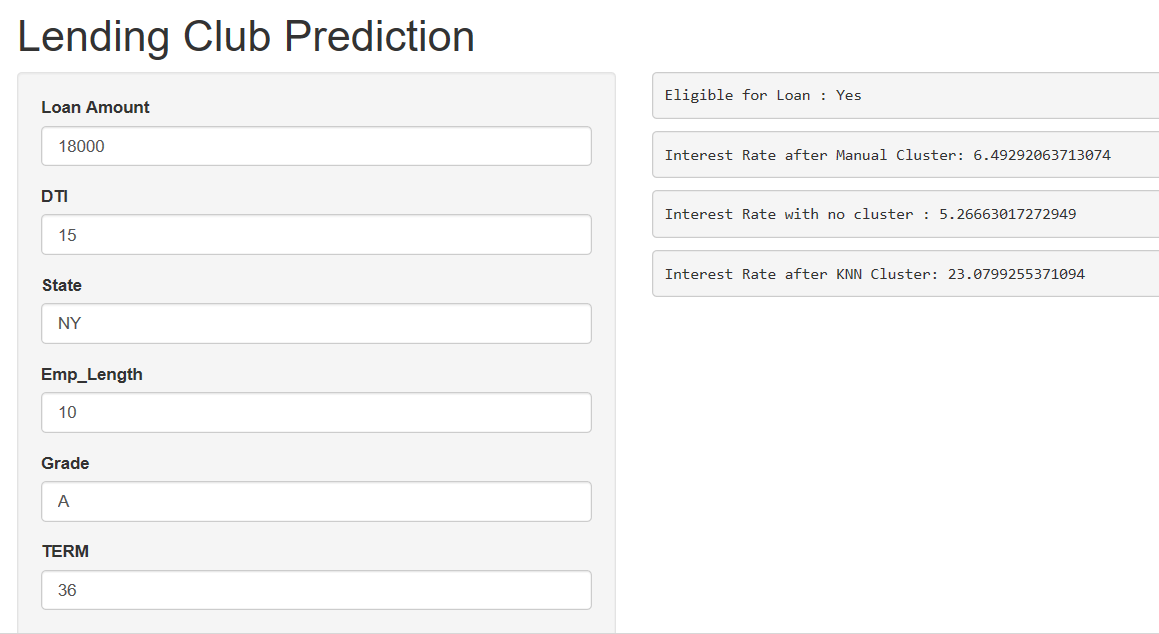 Lending Club Prediction
Loan Amount
18000
DTI
15
State
NY
Emp_Length
10
Grade
A
TERM
36
Eligible for Loan : Yes
Interest Rate after Manual Cluster: 6.49292063713074
Interest Rate with no cluster : 5.26663017272949
Interest Rate after KNN Cluster: 23.0799255371094